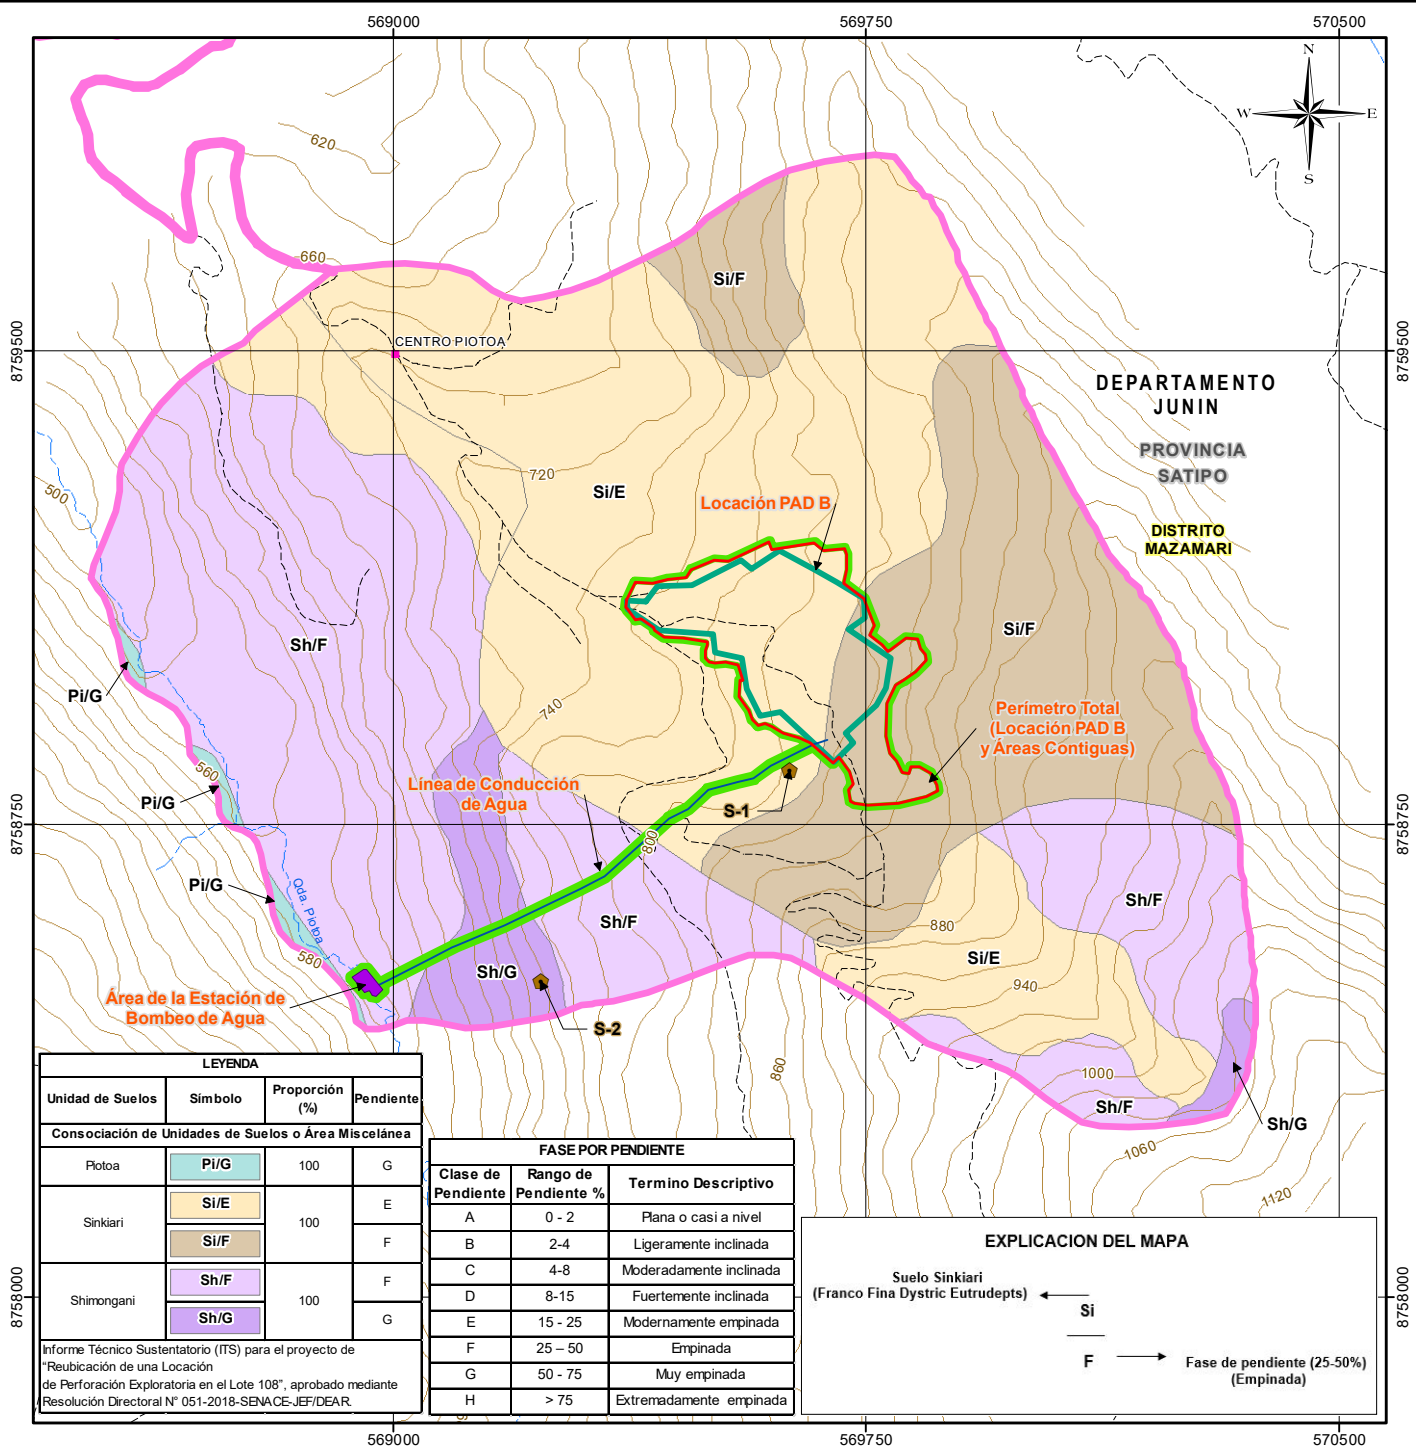 569000 569750 570500
N
W E
S
620
660
Si/F
CENTRO PIOTOA
8759500 8759500
DEPARTAMENTO
JUNIN
PROVINCIA
SATIPO
DISTRITO
MAZAMARI
500
720
Si/E
Locación PAD B
Sh/F
Si/F
Pi/G
740
Perímetro Total
(Locación PAD B
y Áreas Contiguas)
560
Pi/G
Línea de Conducción
de Agua
S-1
8758750 8758750
800
Pi/G
Qda. Piotoa
Sh/F
Sh/F
880
580
Sh/G
Si/E
940
Área de la Estación de
Bombeo de Agua
S-2
860
1000
Sh/F
Sh/G
1060
1120
LEYENDA
Unidad de Suelos Símbolo Proporción (%) Pendiente
Consociación de Unidades de Suelos o Área Miscelánea
Piotoa Pi/G 100 G
Sinkiari Si/E 100 E
Si/F F
Shimongani Sh/F 100 F
Sh/G G
Informe Técnico Sustentatorio (ITS) para el proyecto de
"Reubicación de una Locación
de Perforación Exploratoria en el Lote 108", aprobado mediante
Resolución Directoral N° 051-2018-SENACE-JEF/DEAR.
FASE POR PENDIENTE
Clase de Pendiente Rango de Pendiente % Termino Descriptivo
A 0 - 2 Plana o casi a nivel
B 2-4 Ligeramente inclinada
C 4-8 Moderadamente inclinada
D 8-15 Fuertemente inclinada
E 15 - 25 Modernamente empinada
F 25 – 50 Empinada
G 50 - 75 Muy empinada
H > 75 Extremadamente empinada
EXPLICACION DEL MAPA
Suelo Sinkiari
(Franco Fina Dystric Eutrudepts)
Si
F
Fase de pendiente (25-50%)
(Empinada)
8758000 8758000
569000 569750 570500